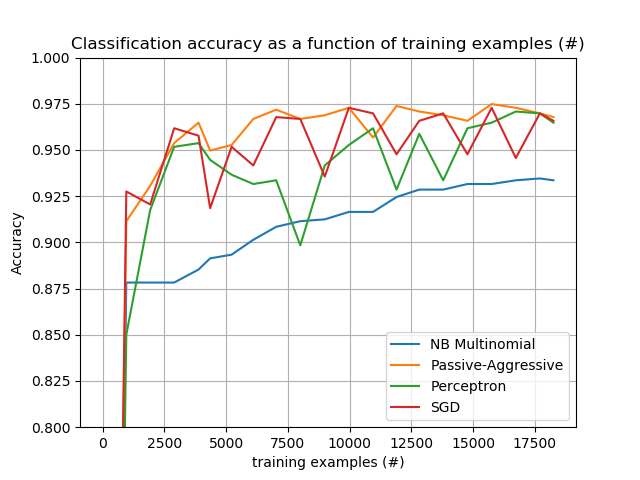 Classification accuracy as a function of training examples (#)
1.000
0.975
0.950
0.925
0.900
0.875
0.850
0.825
0.800
Accuracy
NB Multinomial
Passive-Aggressive
Perceptron
SGD
0 2500 5000 7500 10000 12500 15000 17500
training examples (#)